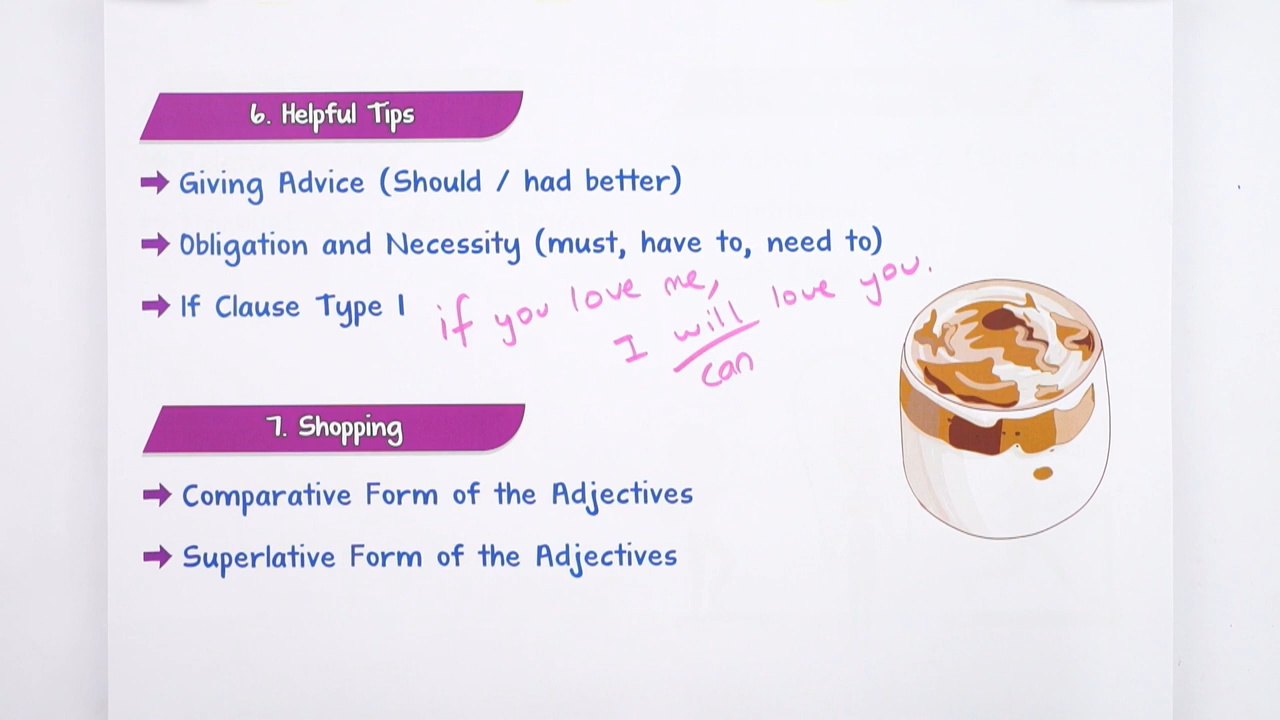 6. Helpful Tips
Giving Advice (Should / had better)
Obligation and Necessity (must, have to, need to)
If Clause Type 1
if you love me,
I will love you.
can
7. Shopping
Comparative Form of the Adjectives
Superlative Form of the Adjectives